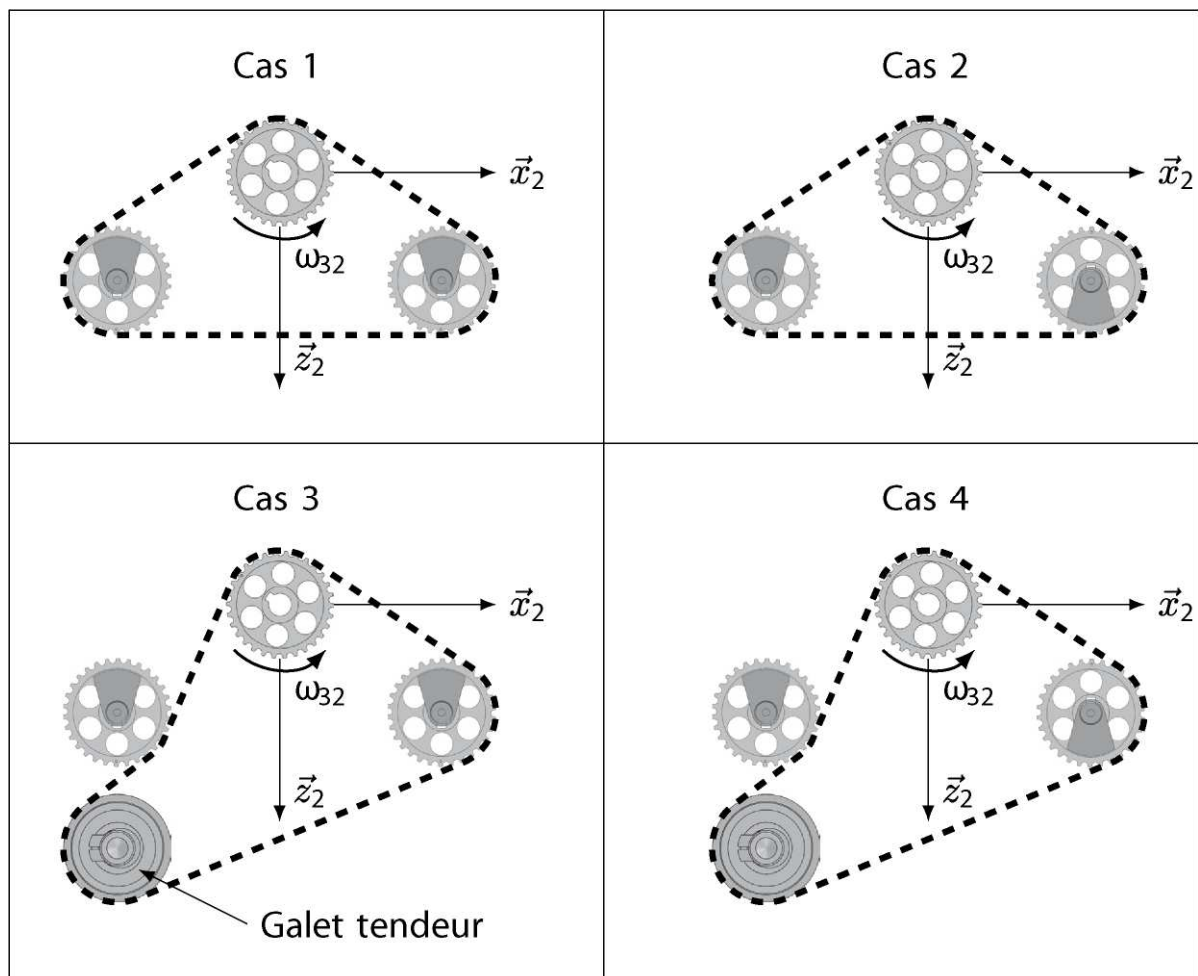 Cas 1
x⃗2
ω32
z⃗2
Cas 2
x⃗2
ω32
z⃗2
Cas 3
x⃗2
ω32
z⃗2
Galet tendeur
Cas 4
x⃗2
ω32
z⃗2